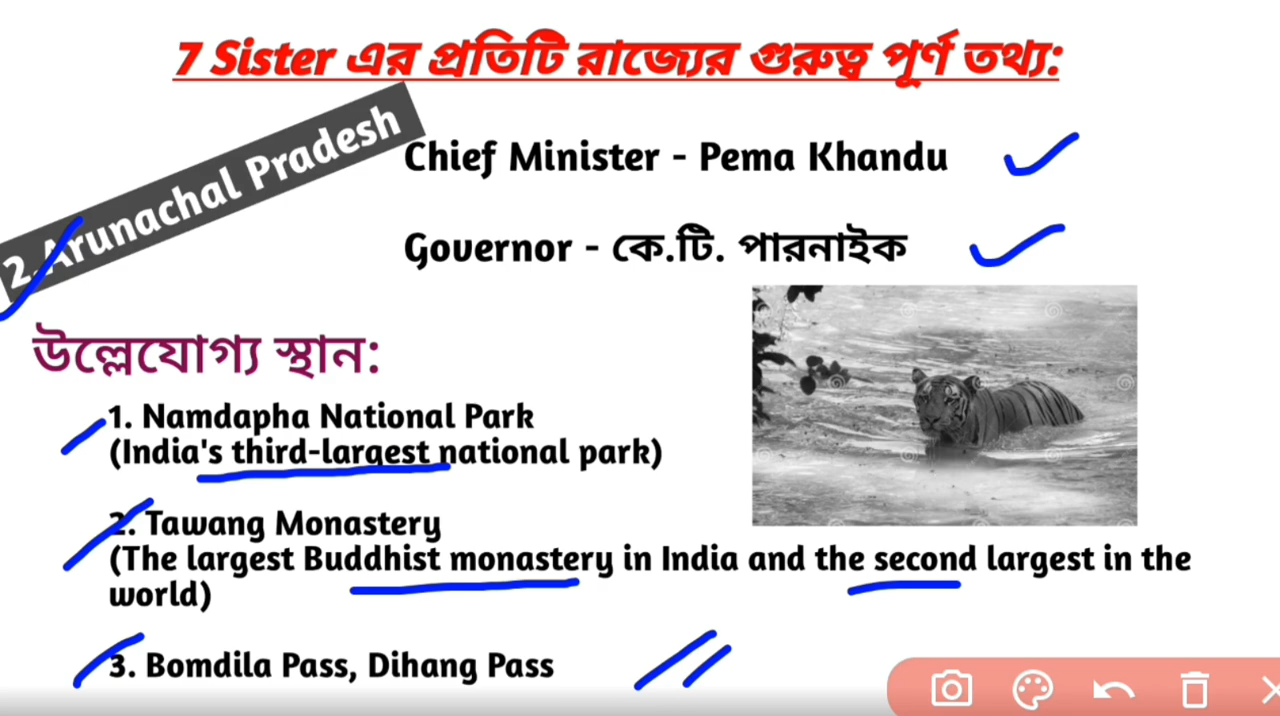 7 Sister এর প্রতিটি রাজ্যের গুরুত্ব পূর্ণ তথ্য:
2.Arunachal Pradesh
Chief Minister - Pema Khandu
Governor - কে.টি. পারনাইক
উল্লেযোগ্য স্থান:
1. Namdapha National Park
(India's third-largest national park)
2. Tawang Monastery
(The largest Buddhist monastery in India and the second largest in the
world)
3. Bomdila Pass, Dihang Pass